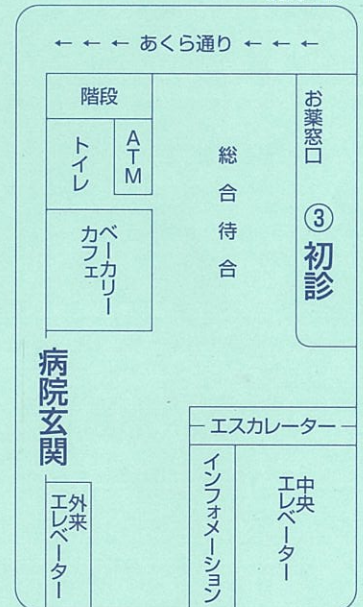 ← ← ← あくら通り ← ← ←
階段
トイレ
ATM
総合待合
お薬窓口
③初診
ベーカリー
カフェ
病院玄関
エスカレーター
外来
エレベーター
インフォメーション
中央
エレベーター